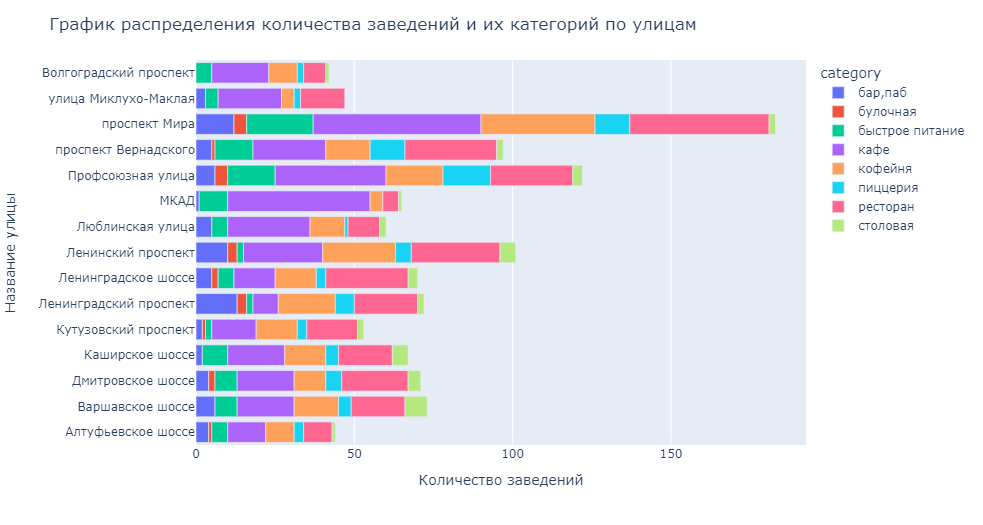 График распределения количества заведений и их категорий по улицам
Название улицы
Волгоградский проспект
улица Миклухо-Маклая
проспект Мира
проспект Вернадского
Профсоюзная улица
МКАД
Люблинская улица
Ленинский проспект
Ленинградское шоссе
Ленинградский проспект
Кутузовский проспект
Каширское шоссе
Дмитровское шоссе
Варшавское шоссе
Алтуфьевское шоссе
0 50 100 150
Количество заведений
category
бар,паб
булочная
быстрое питание
кафе
кофейня
пиццерия
ресторан
столовая